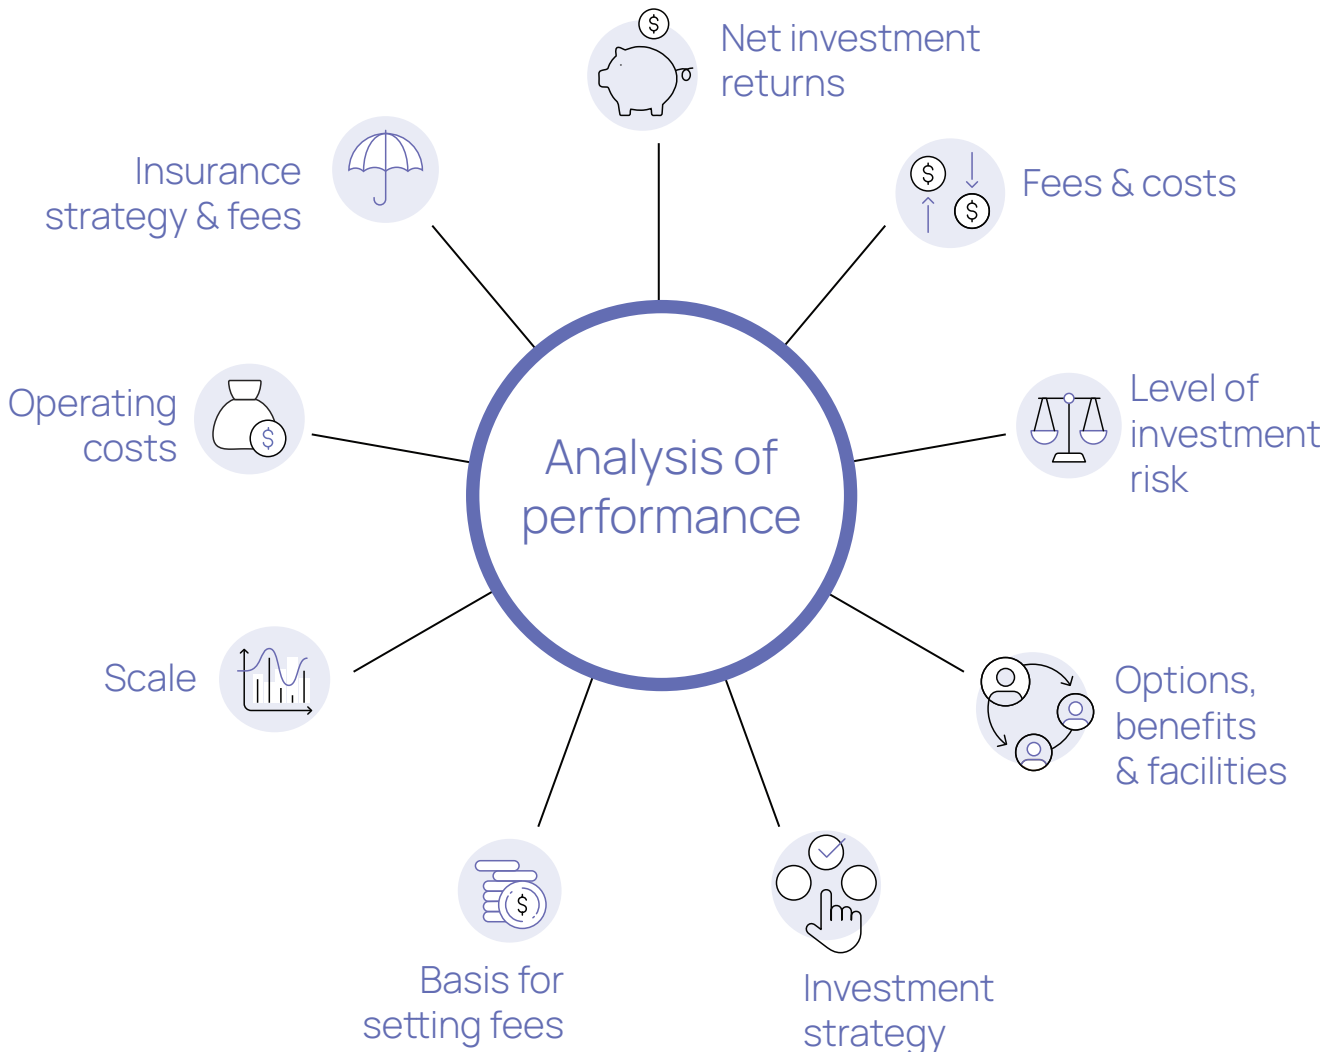 Net investment
returns
Fees & costs
Level of
investment
risk
Options,
benefits
& facilities
Investment
strategy
Basis for
setting fees
Scale
Operating
costs
Insurance
strategy & fees
Analysis of
performance
$
$
$
$
$